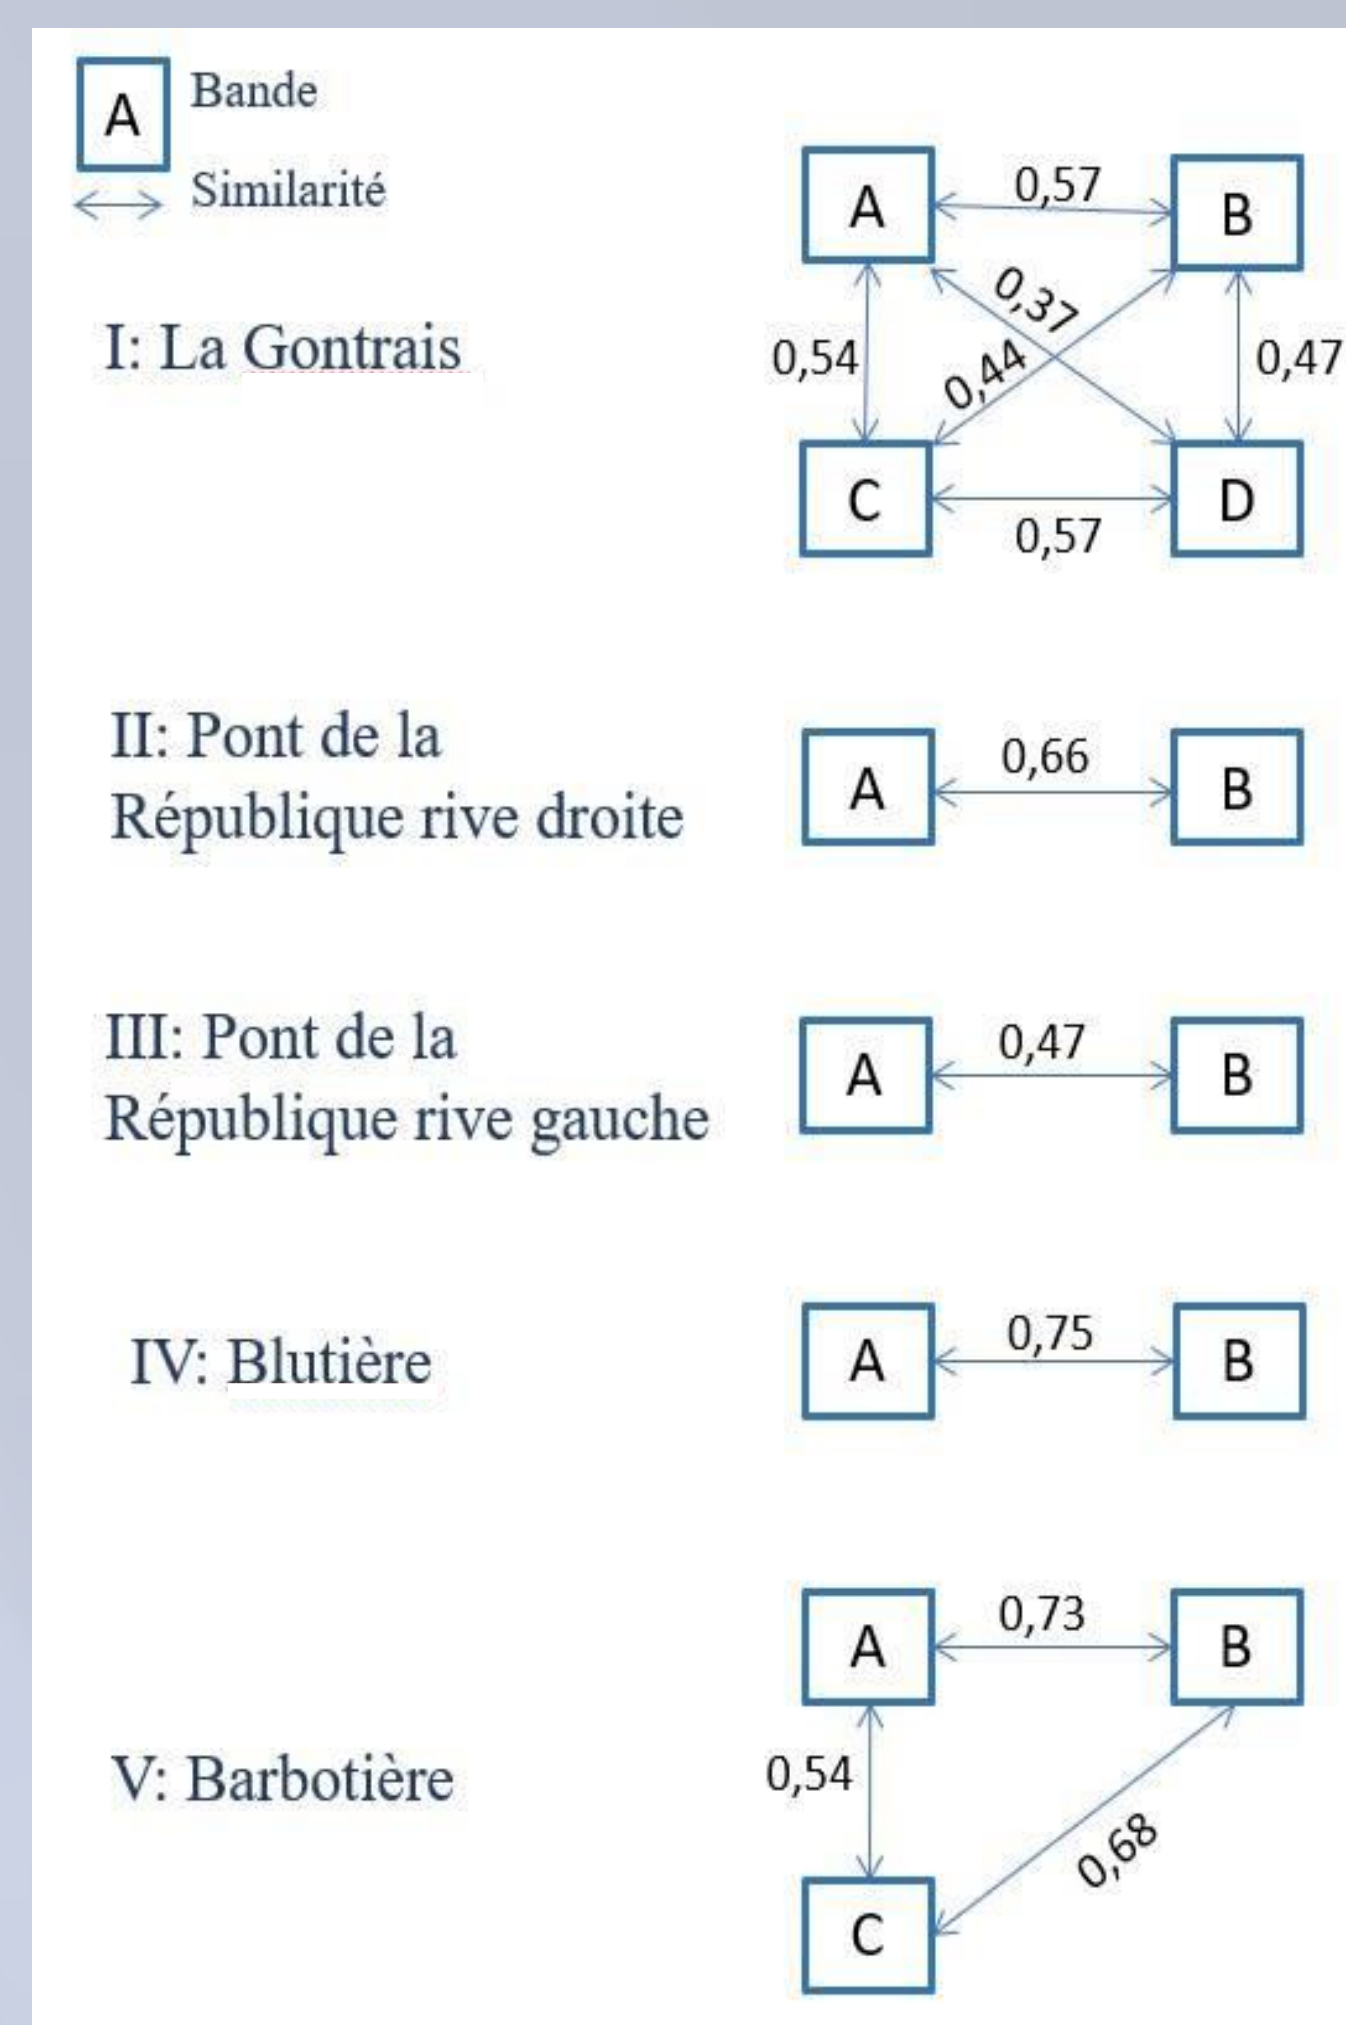 A
Bande
Similarité
I: La Gontrais
A
0,57
B
0,37
0,54
0,44
0,47
C
0,57
D
II: Pont de la
République rive droite
A
0,66
B
III: Pont de la
République rive gauche
A
0,47
B
IV: Blutière
A
0,75
B
V: Barbotière
A
0,73
B
0,54
0,68
C